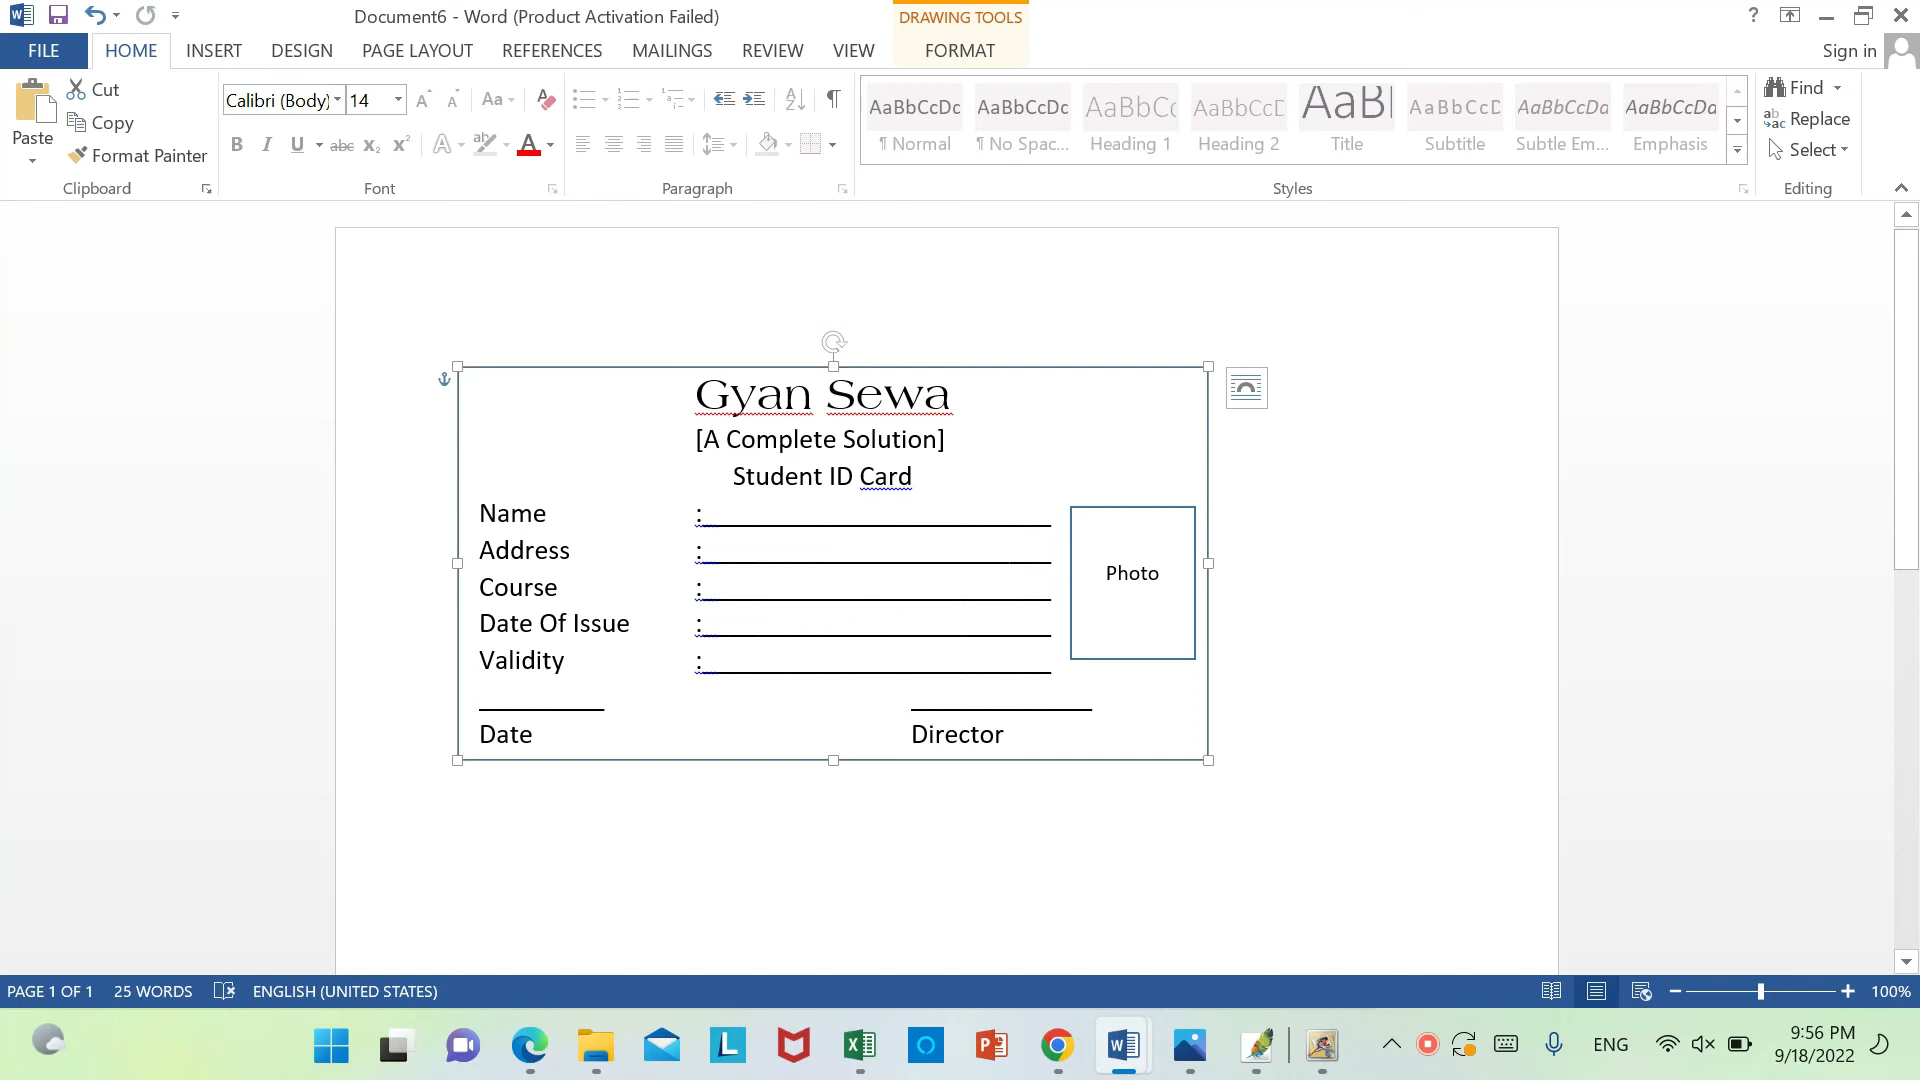 Document6 - Word (Product Activation Failed)
DRAWING TOOLS
?
FILE HOME INSERT DESIGN PAGE LAYOUT REFERENCES MAILINGS REVIEW VIEW FORMAT
Sign in
Paste
Cut
Copy
Format Painter
Clipboard
Calibri (Body) 14
Font
Paragraph
AaBbCcDc AaBbCcDc AaBbCc AaBbCcD AaBl AaBbCcD AaBbCcDd AaBbCcDd
¶ Normal ¶ No Spac... Heading 1 Heading 2 Title Subtitle Subtle Em... Emphasis
Styles
Find
Replace
Select
Editing
Gyan Sewa
[A Complete Solution]
Student ID Card
Name :
Address :
Course :
Date Of Issue :
Validity :
Photo
Date Director
PAGE 1 OF 1 25 WORDS ENGLISH (UNITED STATES)
100%
ENG
9:56 PM
9/18/2022